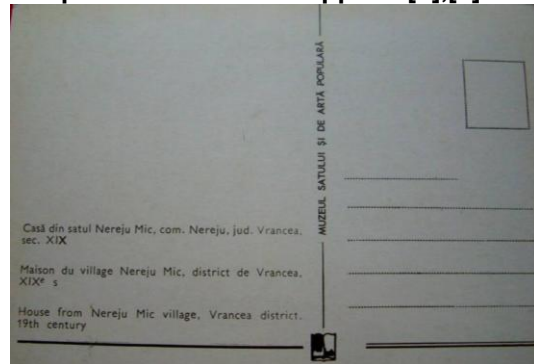 Casă din satul Nereju Mic, com. Nereju, jud. Vrancea,
sec. XIX
Maison du village Nereju Mic, district de Vrancea,
XIXe s
House from Nereju Mic village, Vrancea district.
19th century
MUZEUL SATULUI ȘI DE ARTĂ POPULARĂ